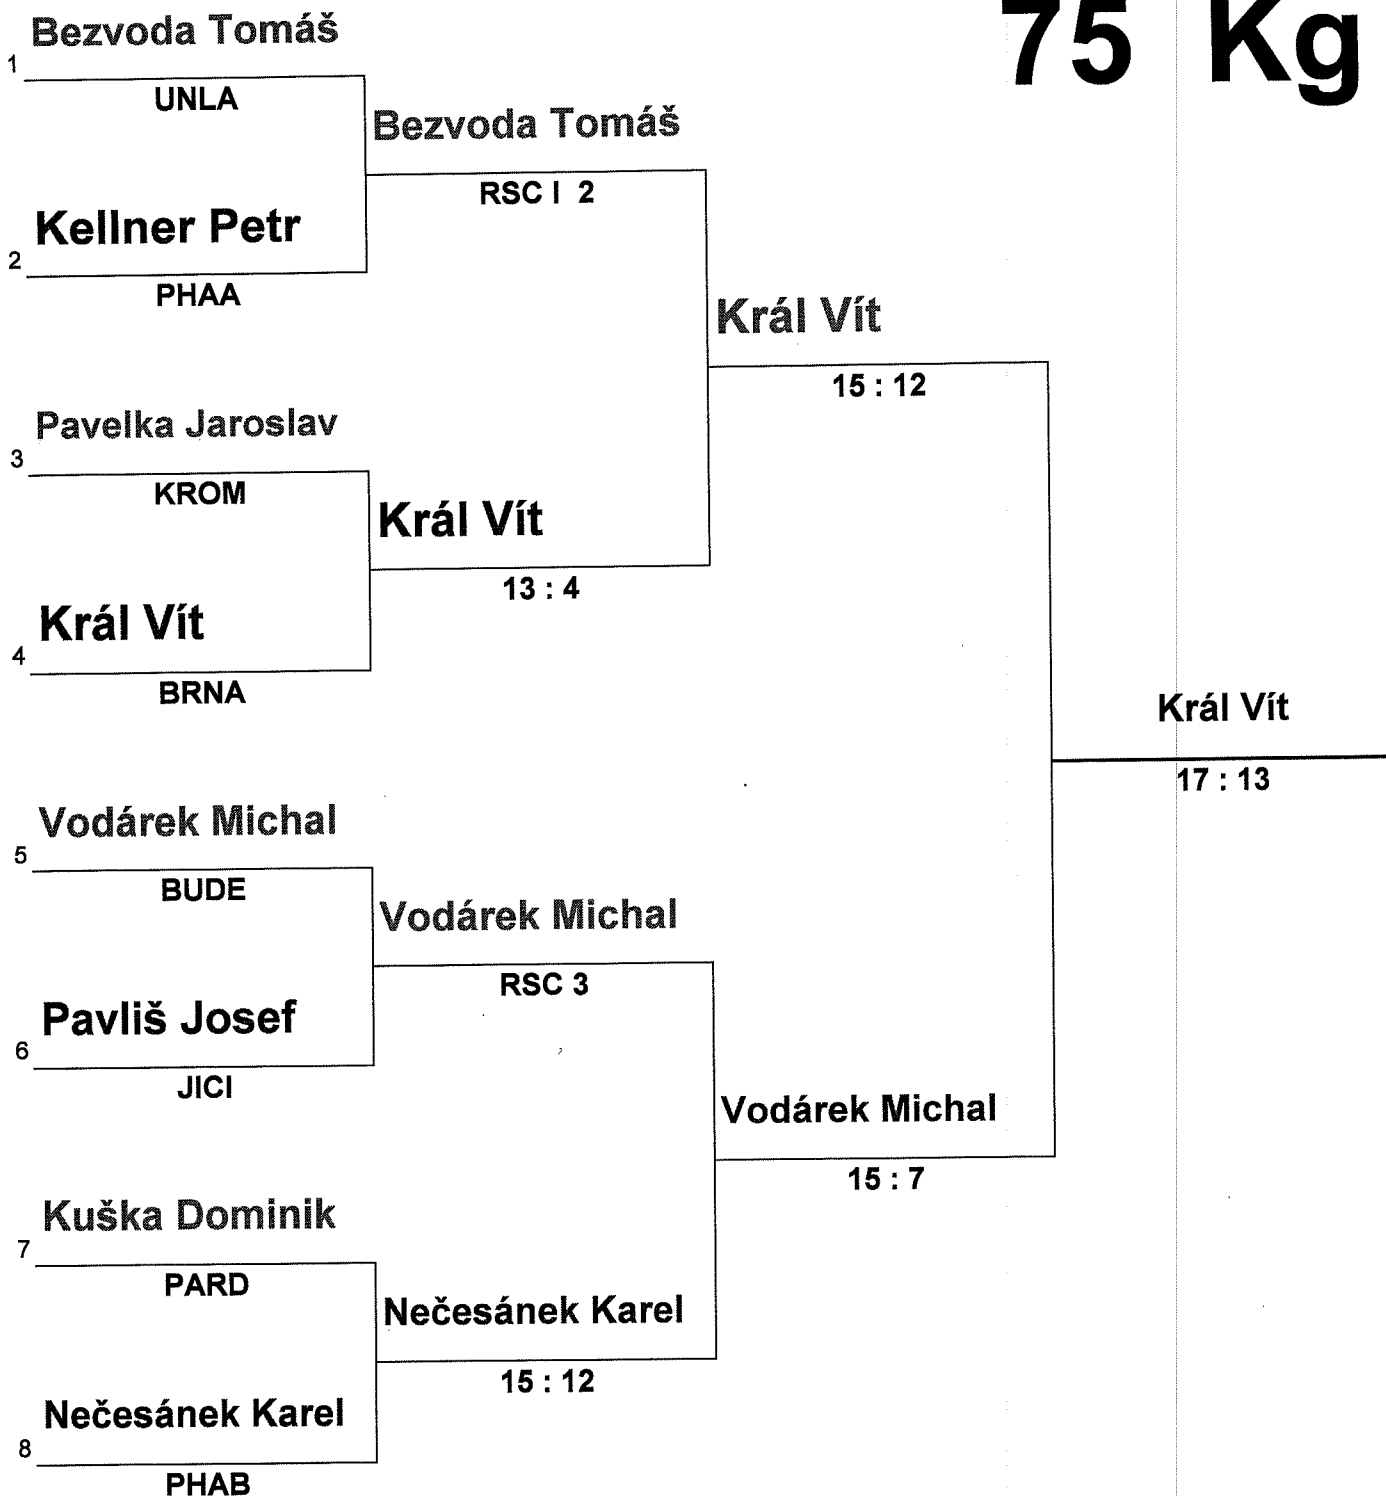 75 Kg
1 Bezvoda Tomáš
UNLA
Bezvoda Tomáš
RSC I 2
2 Kellner Petr
PHAA
Král Vít
15 : 12
3 Pavelka Jaroslav
KROM
Král Vít
13 : 4
4 Král Vít
BRNA
Král Vít
17 : 13
5 Vodárek Michal
BUDE
Vodárek Michal
RSC 3
6 Pavliš Josef
JICI
Vodárek Michal
15 : 7
7 Kuška Dominik
PARD
Nečesánek Karel
15 : 12
8 Nečesánek Karel
PHAB